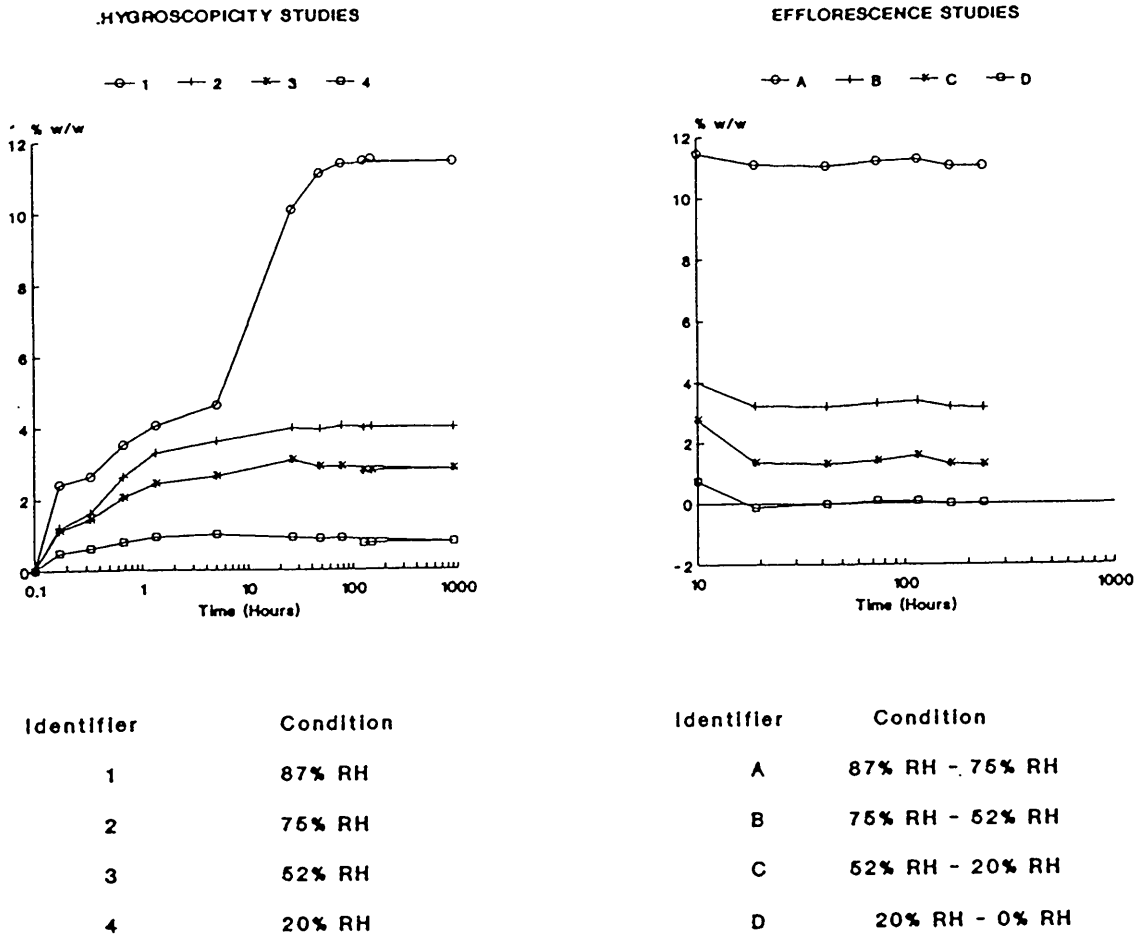 .HYGROSCOPICITY STUDIES
1 2 3 4
% w/w
12
10
8
6
4
2
0
0.1 1 10 100 1000
Time (Hours)
Identifier Condition
1 87% RH
2 75% RH
3 52% RH
4 20% RH
EFFLORESCENCE STUDIES
A B C D
% w/w
12
10
8
6
4
2
0
-2
10 100 1000
Time (Hours)
Identifier Condition
A 87% RH - 75% RH
B 75% RH - 52% RH
C 52% RH - 20% RH
D 20% RH - 0% RH